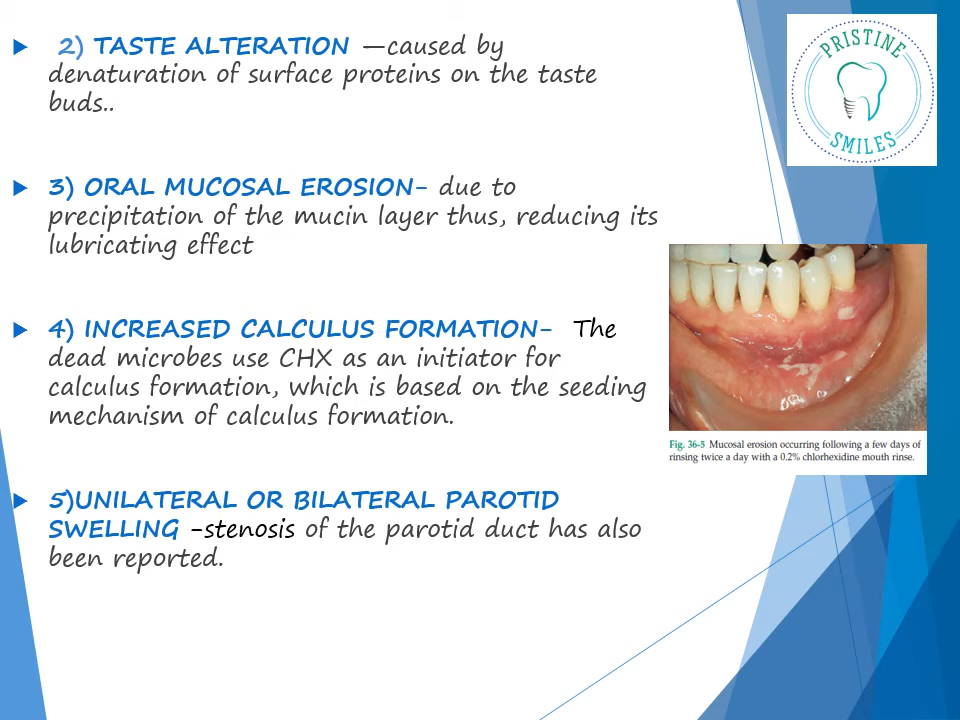 2) TASTE ALTERATION —caused by
denaturation of surface proteins on the taste
buds..
3) ORAL MUCOSAL EROSION- due to
precipitation of the mucin layer thus, reducing its
lubricating effect
4) INCREASED CALCULUS FORMATION- The
dead microbes use CHX as an initiator for
calculus formation, which is based on the seeding
mechanism of calculus formation.
5)UNILATERAL OR BILATERAL PAROTID
SWELLING -stenosis of the parotid duct has also
been reported.
PRISTINE
SMILES
Fig. 36-5 Mucosal erosion occurring following a few days of
rinsing twice a day with a 0.2% chlorhexidine mouth rinse.